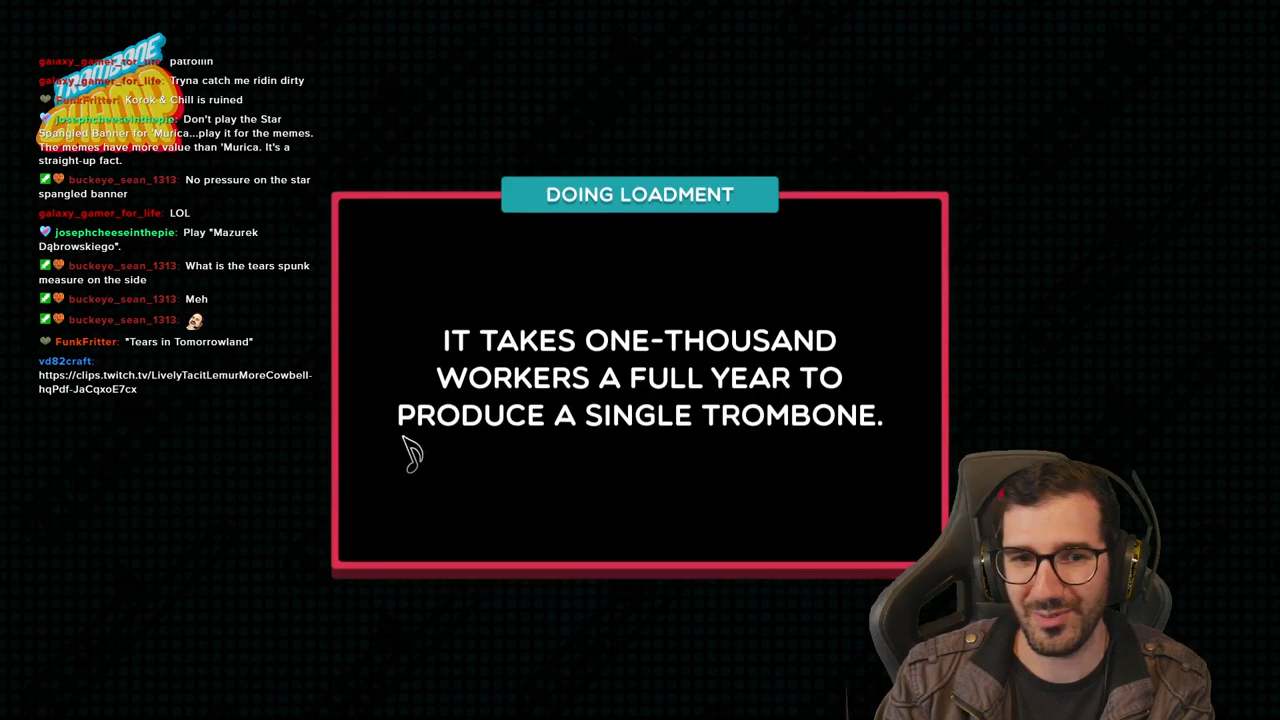 TROMBONE
CHAMP
galaxy_gamer_for_life: patrollin
galaxy_gamer_for_life: Tryna catch me ridin dirty
FunkFritter: Korok & Chill is ruined
josephcheeseinthepie: Don't play the Star
Spangled Banner for 'Murica...play it for the memes.
The memes have more value than 'Murica. It's a
straight-up fact.
buckeye_sean_1313: No pressure on the star
spangled banner
galaxy_gamer_for_life: LOL
josephcheeseinthepie: Play "Mazurek
Dąbrowskiego".
buckeye_sean_1313: What is the tears spunk
measure on the side
buckeye_sean_1313: Meh
buckeye_sean_1313:
FunkFritter: "Tears in Tomorrowland"
vd82craft:
https://clips.twitch.tv/LivelyTacitLemurMoreCowbell-
hqPdf-JaCqxoE7cx
DOING LOADMENT
IT TAKES ONE-THOUSAND
WORKERS A FULL YEAR TO
PRODUCE A SINGLE TROMBONE.